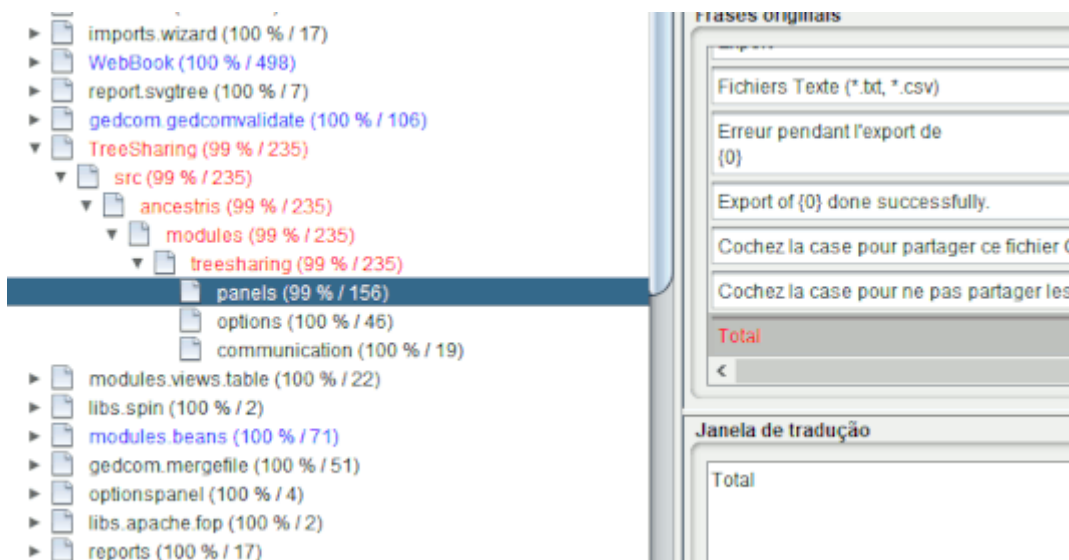 imports.wizard (100 % / 17)
WebBook (100 % / 498)
report.svgtree (100 % / 7)
gedcom.gedcomvalidate (100 % / 106)
TreeSharing (99 % / 235)
src (99 % / 235)
ancestris (99 % / 235)
modules (99 % / 235)
treesharing (99 % / 235)
panels (99 % / 156)
options (100 % / 46)
communication (100 % / 19)
modules.views.table (100 % / 22)
libs.spin (100 % / 2)
modules.beans (100 % / 71)
gedcom.mergefile (100 % / 51)
optionspanel (100 % / 4)
libs.apache.fop (100 % / 2)
reports (100 % / 17)
Frases originais
Fichiers Texte (*.txt, *.csv)
Erreur pendant l'export de
{0}
Export of {0} done successfully.
Cochez la case pour partager ce fichier
Cochez la case pour ne pas partager les
Total
Janela de tradução
Total